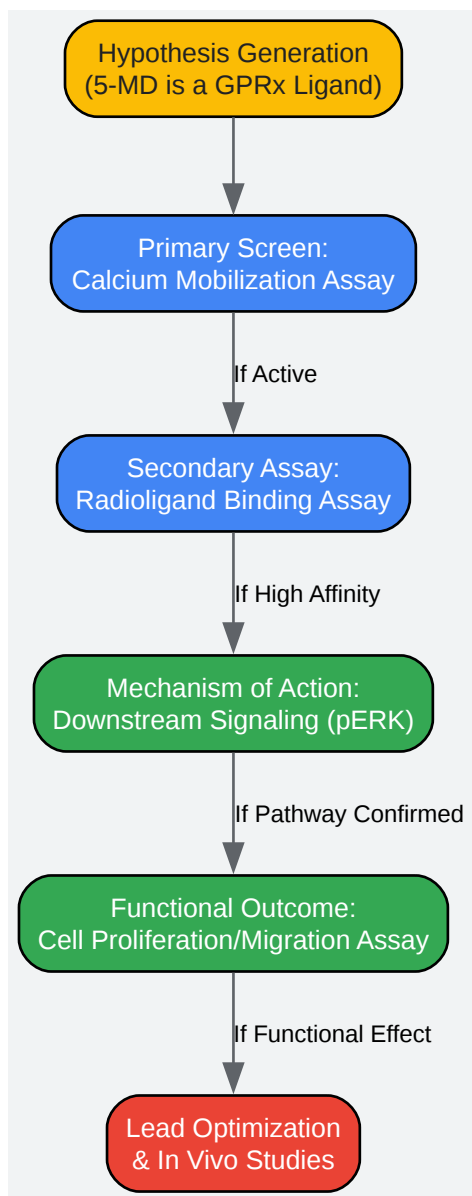 Hypothesis Generation
(5-MD is a GPRx Ligand)
Primary Screen:
Calcium Mobilization Assay
If Active
Secondary Assay:
Radioligand Binding Assay
If High Affinity
Mechanism of Action:
Downstream Signaling (pERK)
If Pathway Confirmed
Functional Outcome:
Cell Proliferation/Migration Assay
If Functional Effect
Lead Optimization
& In Vivo Studies